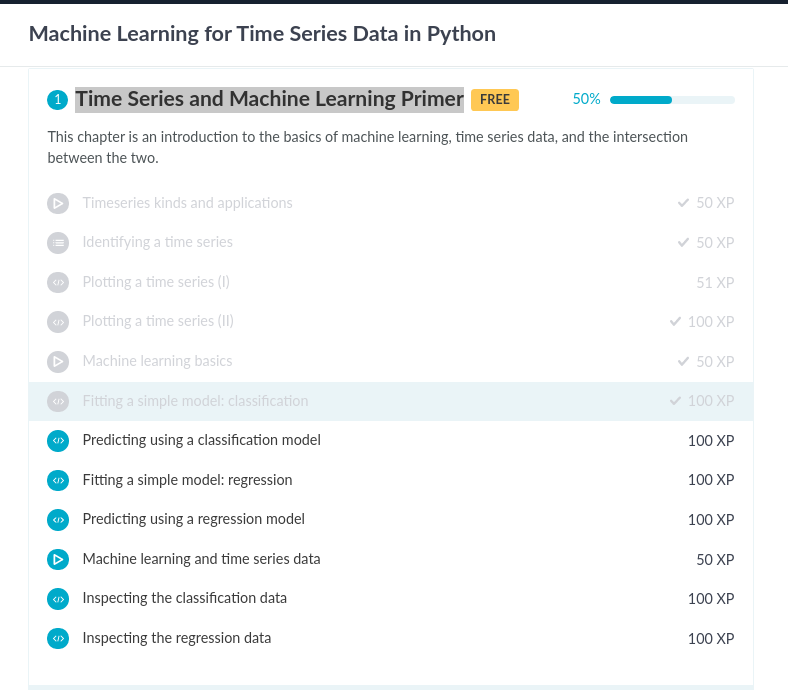 Machine Learning for Time Series Data in Python
1 Time Series and Machine Learning Primer FREE 50%
This chapter is an introduction to the basics of machine learning, time series data, and the intersection
between the two.
Timeseries kinds and applications 50 XP
Identifying a time series 50 XP
Plotting a time series (I) 51 XP
Plotting a time series (II) 100 XP
Machine learning basics 50 XP
Fitting a simple model: classification 100 XP
Predicting using a classification model 100 XP
Fitting a simple model: regression 100 XP
Predicting using a regression model 100 XP
Machine learning and time series data 50 XP
Inspecting the classification data 100 XP
Inspecting the regression data 100 XP